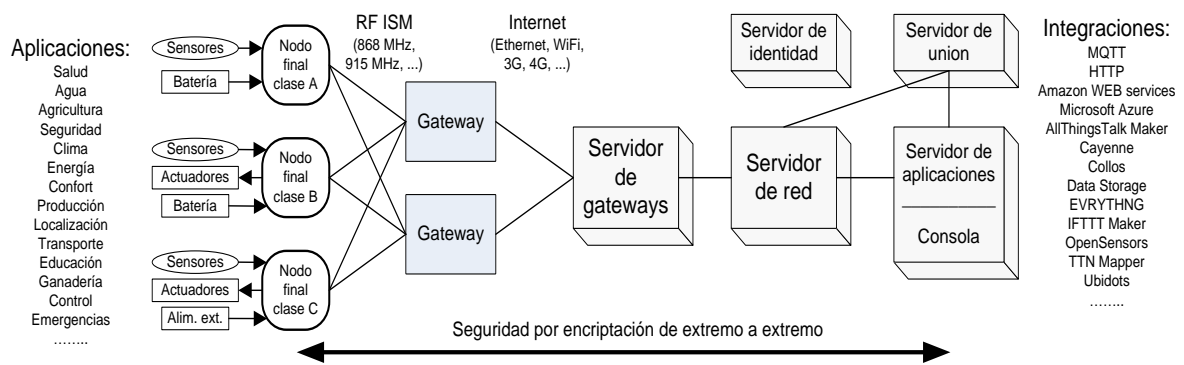 Aplicaciones:
Salud
Agua
Agricultura
Seguridad
Clima
Energía
Confort
Producción
Localización
Transporte
Educación
Ganadería
Control
Emergencias
……..
Sensores
Batería
Nodo
final
clase A
Sensores
Actuadores
Batería
Nodo
final
clase B
Sensores
Actuadores
Alim. ext.
Nodo
final
clase C
RF ISM
(868 MHz,
915 MHz, ...)
Gateway
Gateway
Internet
(Ethernet, WiFi,
3G, 4G, ...)
Servidor
de
gateways
Servidor de
identidad
Servidor
de red
Servidor de
union
Servidor de
aplicaciones
Consola
Integraciones:
MQTT
HTTP
Amazon WEB services
Microsoft Azure
AllThingsTalk Maker
Cayenne
Collos
Data Storage
EVRYTHNG
IFTTT Maker
OpenSensors
TTN Mapper
Ubidots
……..
Seguridad por encriptación de extremo a extremo